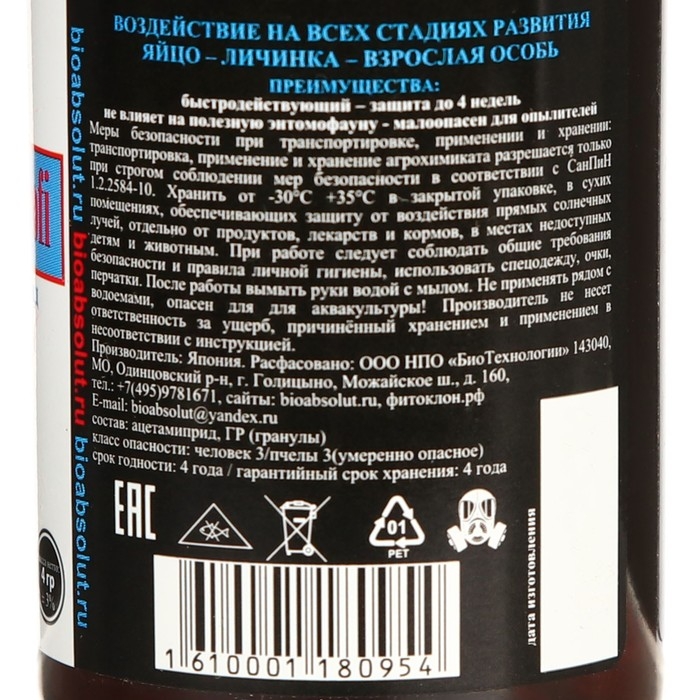 ВОЗДЕЙСТВИЕ НА ВСЕХ СТАДИЯХ РАЗВИТИЯ
ЯЙЦО – ЛИЧИНКА – ВЗРОСЛАЯ ОСОБЬ
ПРЕИМУЩЕСТВА:
быстродействующий – защита до 4 недель
не влияет на полезную энтомофауну - малоопасен для опылителей
Меры безопасности при транспортировке, применении и хранении:
транспортировка, применение и хранение агрохимиката разрешается только
при строгом соблюдении мер безопасности в соответствии с СанПиН
1.2.2584-10. Хранить от -30°С +35°С в закрытой упаковке, в сухих
помещениях, обеспечивающих защиту от воздействия прямых солнечных
лучей, отдельно от продуктов, лекарств и кормов, в местах недоступных
детям и животным. При работе следует соблюдать общие требования
безопасности и правила личной гигиены, использовать спецодежду, очки,
перчатки. После работы вымыть руки водой с мылом. Не применять рядом с
водоемами, опасен для для аквакультуры! Производитель не несет
ответственность за ущерб, причинённый хранением и применением в
несоответствии с инструкцией.
Производитель: Япония. Расфасовано: ООО НПО «БиоТехнологии» 143040,
МО, Одинцовский р-н, г. Голицыно, Можайское ш., д. 160,
тел.: +7(495)9781671, сайты: bioabsolut.ru, фитоклон.рф
E-mail: bioabsolut@yandex.ru
состав: ацетамиприд, ГР (гранулы)
класс опасности: человек 3/пчелы 3(умеренно опасное)
срок годности: 4 года / гарантийный срок хранения: 4 года
ЕАС
01
PET
1 610001 180954
дата изготовления
bioabsolut.ru bioabsolut.ru bioabsolut.ru
ofi
4 гр
± 3%